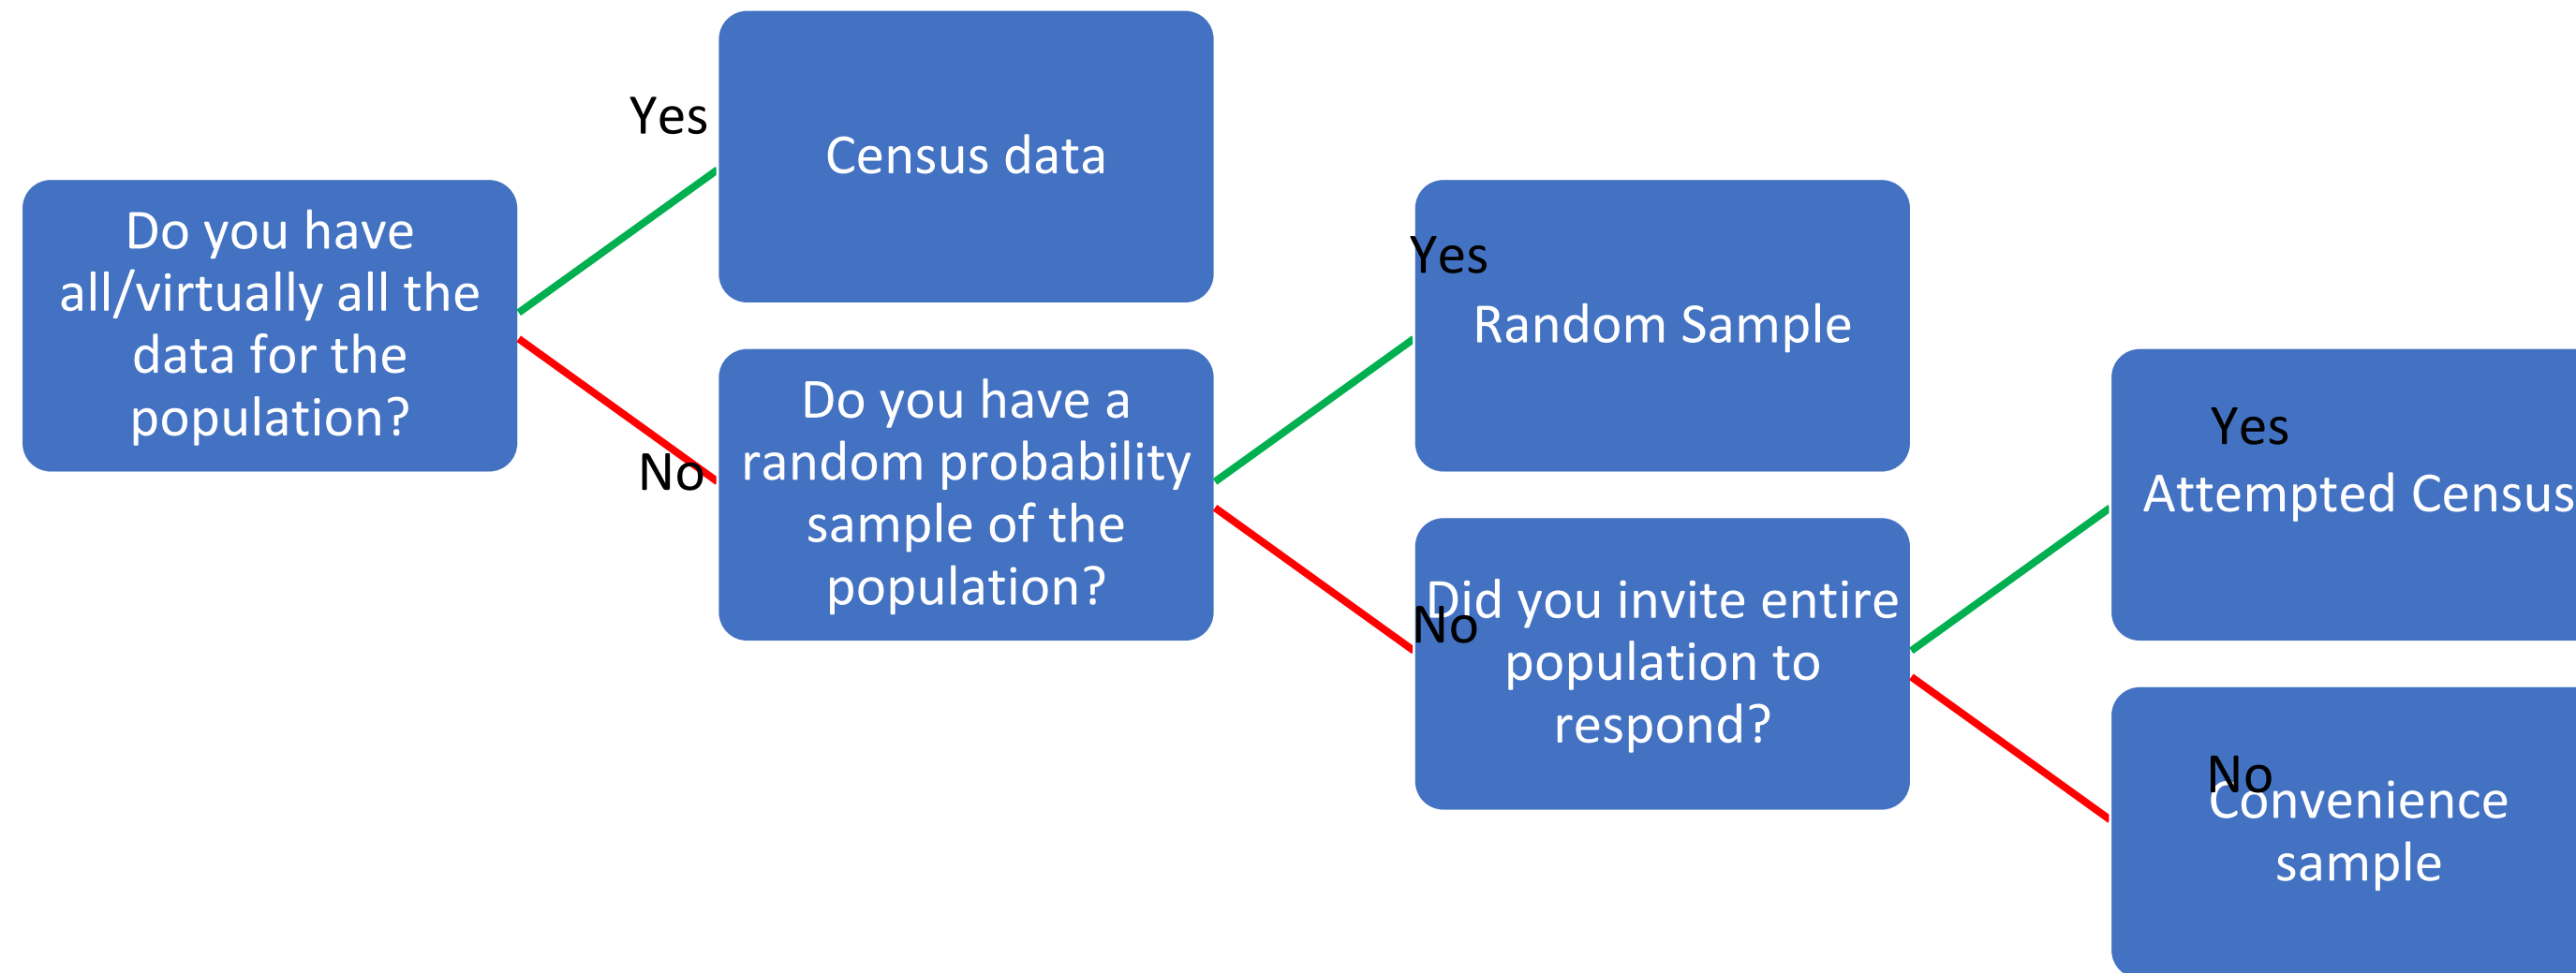 Do you have
all/virtually all the
data for the
population?
Yes
Census data
No
Do you have a
random probability
sample of the
population?
Yes
Random Sample
No
Did you invite entire
population to
respond?
Yes
Attempted Census
No
Convenience
sample